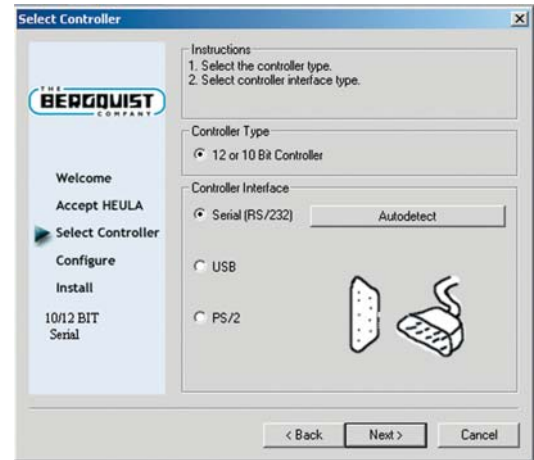 Select Controller
Instructions
1. Select the controller type.
2. Select controller interface type.
THE
BERGQUIST
COMPANY
Controller Type
12 or 10 Bit Controller
Welcome
Accept HEULA
Select Controller
Configure
Install
10/12 BIT
Serial
Controller Interface
Serial (RS/232)
Autodetect
USB
PS/2
< Back
Next >
Cancel